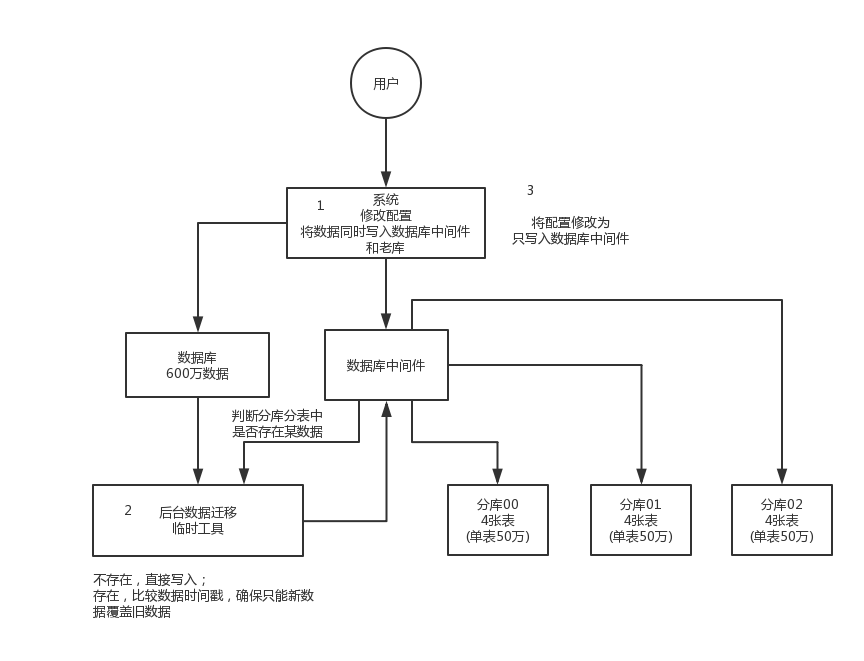 用户
1
系统
修改配置
将数据同时写入数据库中间件
和老库
3
将配置修改为
只写入数据库中间件
数据库
600万数据
数据库中间件
判断分库分表中
是否存在某数据
2
后台数据迁移
临时工具
分库00
4张表
(单表50万)
分库01
4张表
(单表50万)
分库02
4张表
(单表50万)
不存在，直接写入；
存在，比较数据时间戳，确保只能新数
据覆盖旧数据